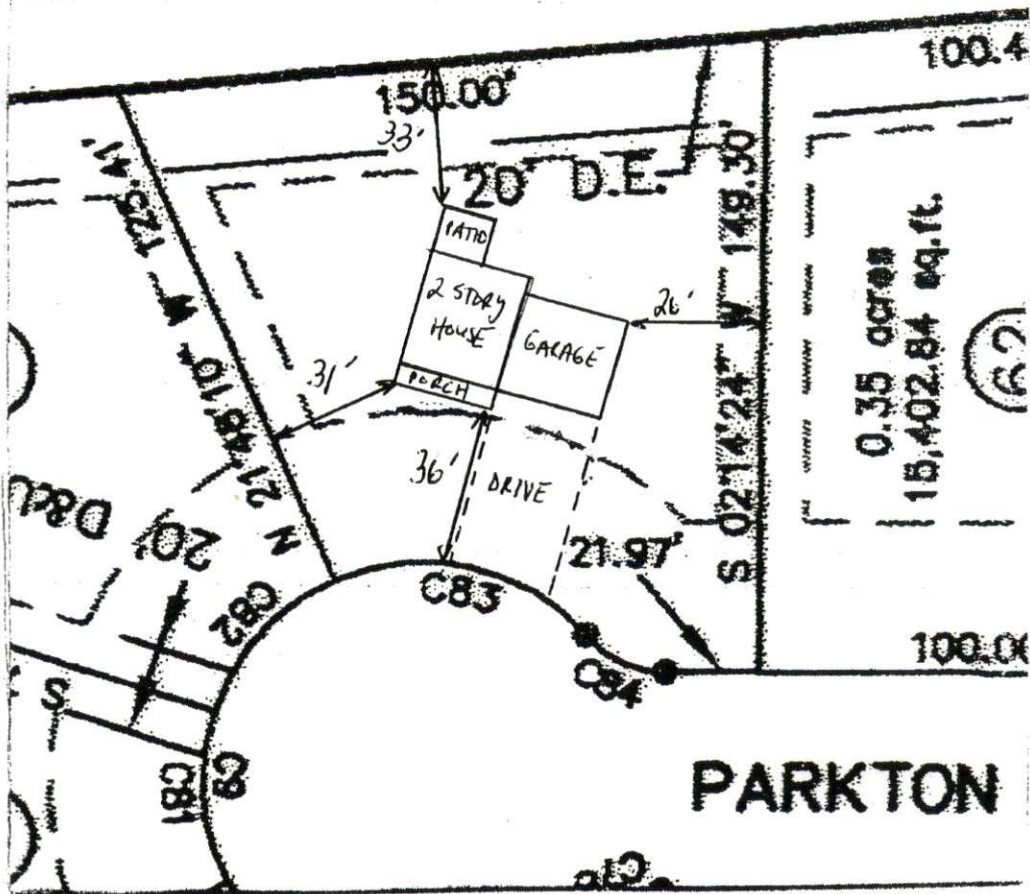 100.4
150.00'
33'
20' D.E.
125.41'
N 21°48'10" W
PATIO
2 STORY
HOUSE
GARAGE
PORCH
26'
31'
36'
DRIVE
S 02°14'24" W 149.30'
0.35 acres
15,402.84 sq.ft.
62
D&U
20'
S
C82
C83
21.97'
C84
100.00
C81
C9
PARKTON